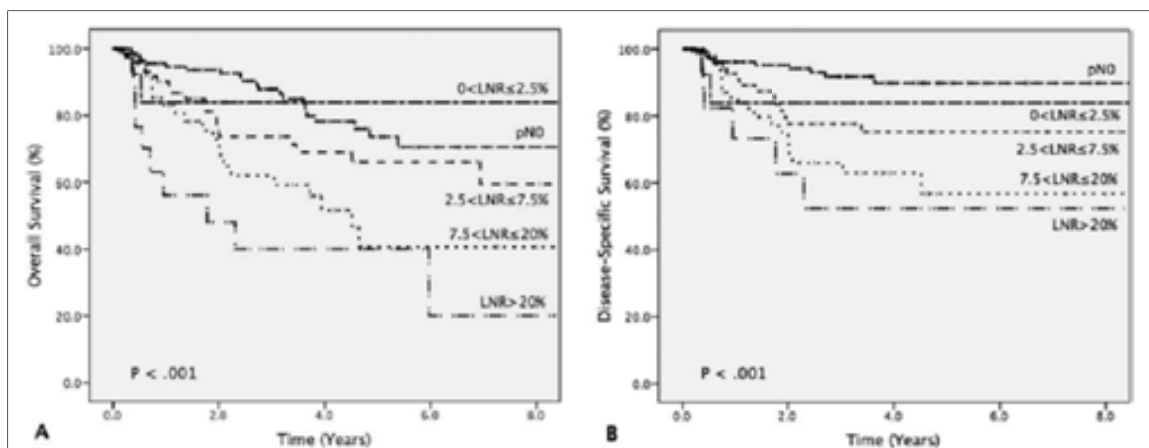 100.0
80.0
60.0
40.0
20.0
0.0
Overall Survival (%)
0<LNR≤2.5%
pN0
2.5<LNR≤7.5%
7.5<LNR≤20%
LNR>20%
P < .001
0.0 2.0 4.0 6.0 8.0
Time (Years)
A
100.0
80.0
60.0
40.0
20.0
0.0
Disease-Specific Survival (%)
pN0
0<LNR≤2.5%
2.5<LNR≤7.5%
7.5<LNR≤20%
LNR>20%
P < .001
0.0 2.0 4.0 6.0 8.0
Time (Years)
B